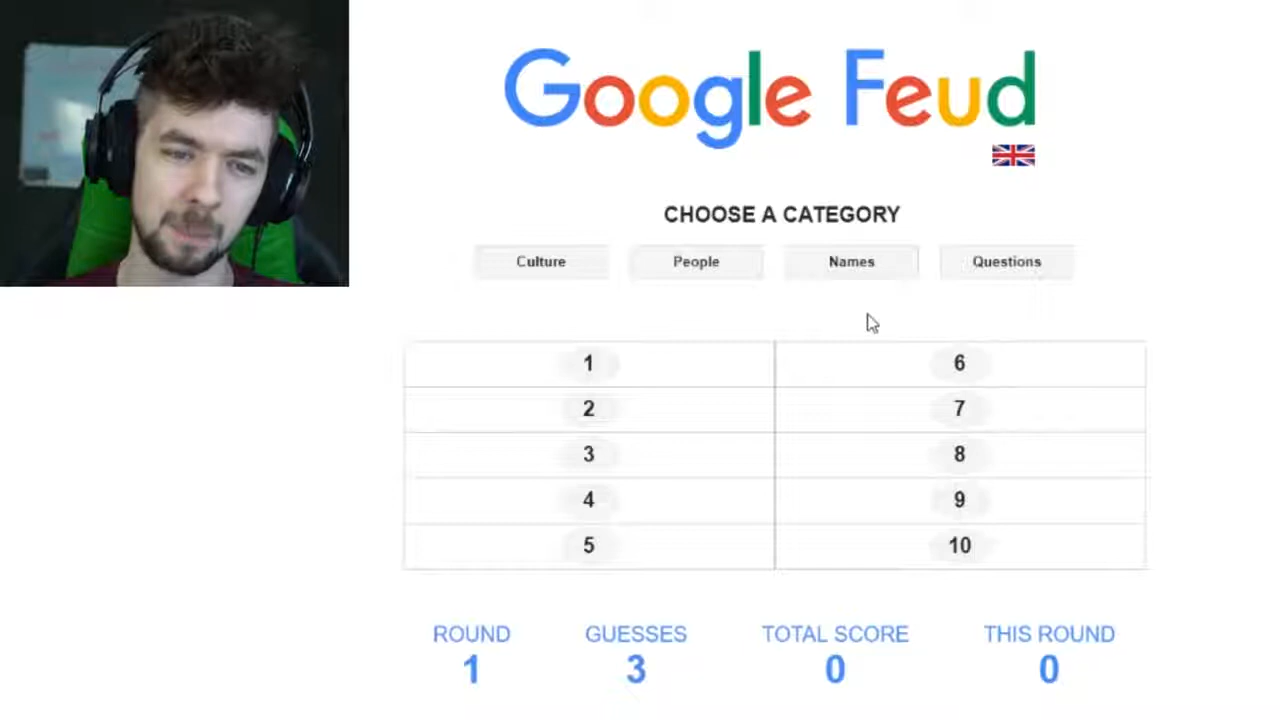 Google Feud
CHOOSE A CATEGORY
Culture People Names Questions
1 6
2 7
3 8
4 9
5 10
ROUND GUESSES TOTAL SCORE THIS ROUND
1 3 0 0